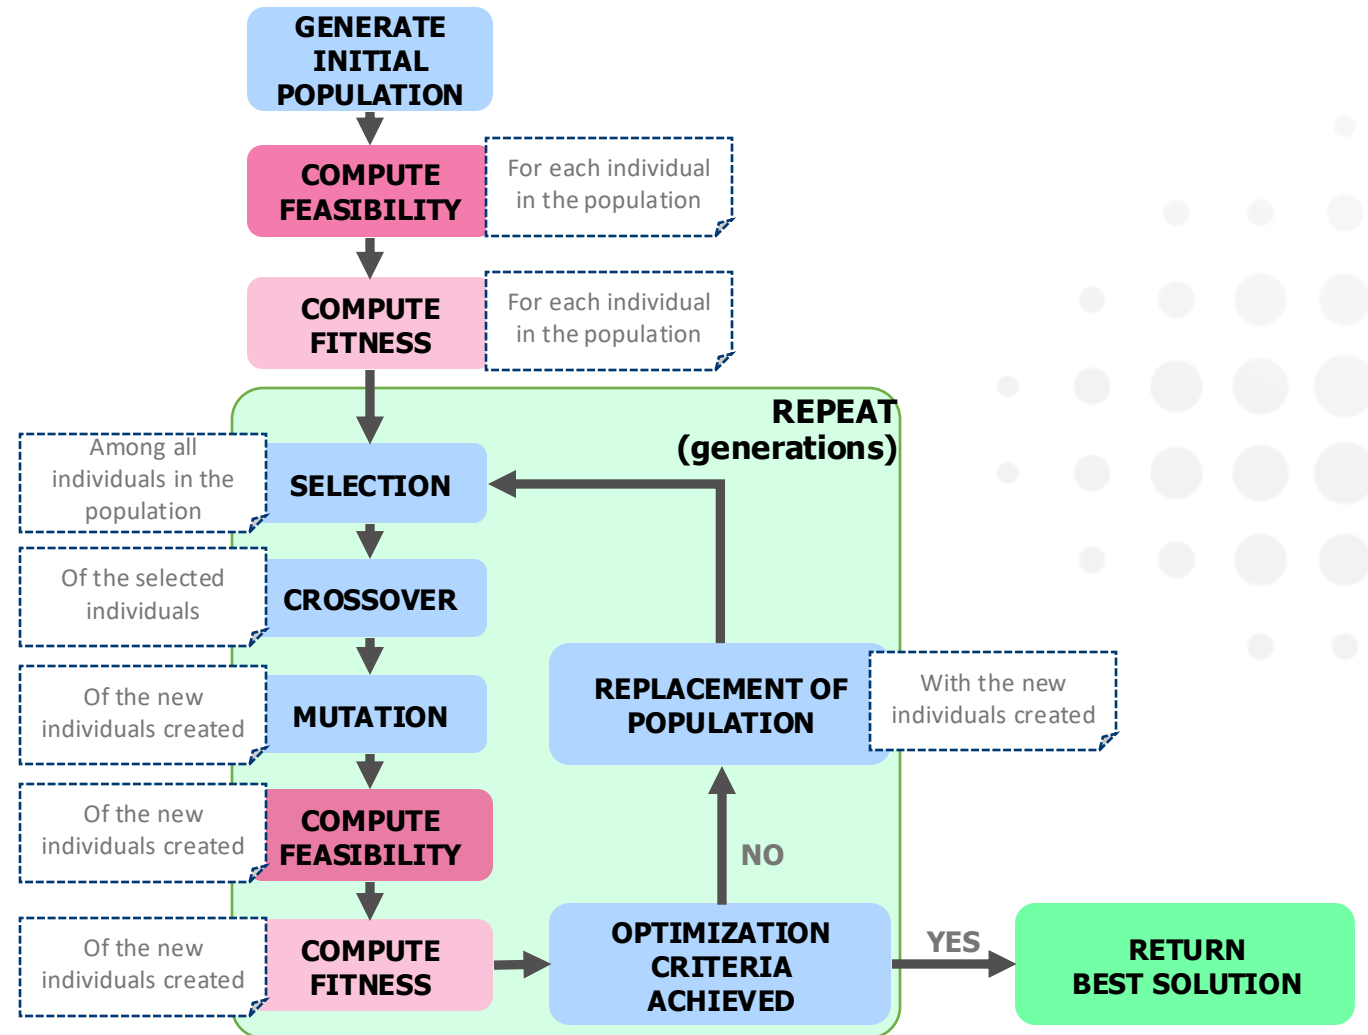 GENERATE
INITIAL
POPULATION
COMPUTE
FEASIBILITY
For each individual
in the population
COMPUTE
FITNESS
For each individual
in the population
REPEAT
(generations)
Among all
individuals in the
population
SELECTION
Of the selected
individuals
CROSSOVER
Of the new
individuals created
MUTATION
REPLACEMENT OF
POPULATION
With the new
individuals created
Of the new
individuals created
COMPUTE
FEASIBILITY
NO
Of the new
individuals created
COMPUTE
FITNESS
OPTIMIZATION
CRITERIA
ACHIEVED
YES
RETURN
BEST SOLUTION